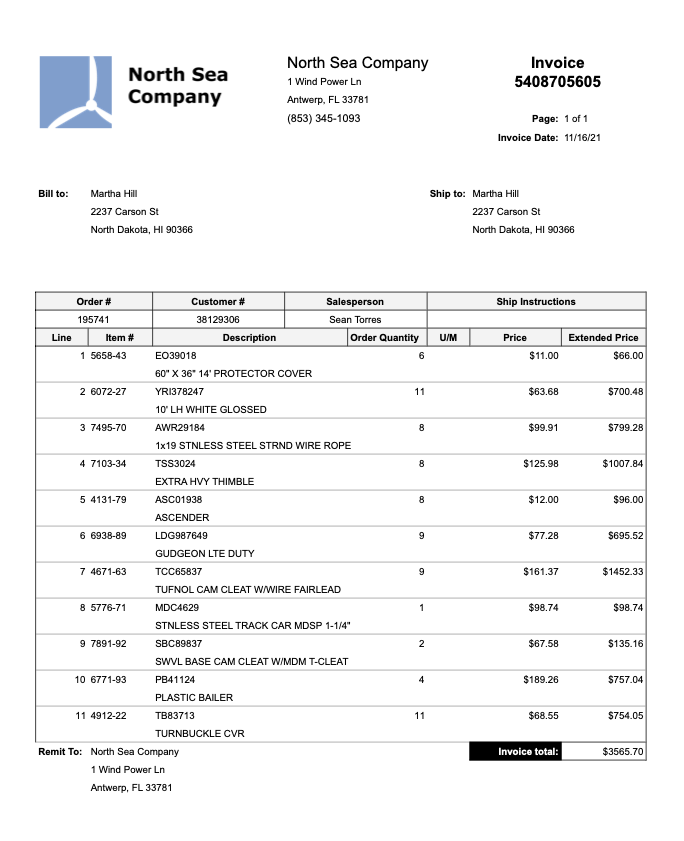 North Sea
Company
North Sea Company
1 Wind Power Ln
Antwerp, FL 33781
(853) 345-1093
Invoice
5408705605
Page: 1 of 1
Invoice Date: 11/16/21
Bill to: Martha Hill
2237 Carson St
North Dakota, HI 90366
Ship to: Martha Hill
2237 Carson St
North Dakota, HI 90366
Order # Customer # Salesperson Ship Instructions
195741 38129306 Sean Torres
Line Item # Description Order Quantity U/M Price Extended Price
1 5658-43 EO39018 6 $11.00 $66.00
60" X 36" 14' PROTECTOR COVER
2 6072-27 YRI378247 11 $63.68 $700.48
10' LH WHITE GLOSSED
3 7495-70 AWR29184 8 $99.91 $799.28
1x19 STNLESS STEEL STRND WIRE ROPE
4 7103-34 TSS3024 8 $125.98 $1007.84
EXTRA HVY THIMBLE
5 4131-79 ASC01938 8 $12.00 $96.00
ASCENDER
6 6938-89 LDG987649 9 $77.28 $695.52
GUDGEON LTE DUTY
7 4671-63 TCC65837 9 $161.37 $1452.33
TUFNOL CAM CLEAT W/WIRE FAIRLEAD
8 5776-71 MDC4629 1 $98.74 $98.74
STNLESS STEEL TRACK CAR MDSP 1-1/4"
9 7891-92 SBC89837 2 $67.58 $135.16
SWVL BASE CAM CLEAT W/MDM T-CLEAT
10 6771-93 PB41124 4 $189.26 $757.04
PLASTIC BAILER
11 4912-22 TB83713 11 $68.55 $754.05
TURNBUCKLE CVR
Remit To: North Sea Company Invoice total: $3565.70
1 Wind Power Ln
Antwerp, FL 33781